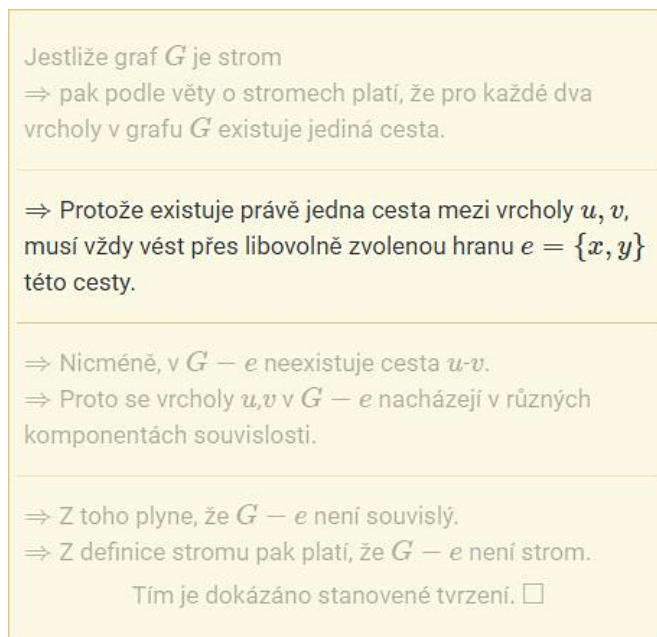 Jestliže graf G je strom
⇒ pak podle věty o stromech platí, že pro každé dva
vrcholy v grafu G existuje jediná cesta.
⇒ Protože existuje právě jedna cesta mezi vrcholy u, v,
musí vždy vést přes libovolně zvolenou hranu e = {x, y}
této cesty.
⇒ Nicméně, v G − e neexistuje cesta u-v.
⇒ Proto se vrcholy u,v v G − e nacházejí v různých
komponentách souvislosti.
⇒ Z toho plyne, že G − e není souvislý.
⇒ Z definice stromu pak platí, že G − e není strom.
Tím je dokázáno stanovené tvrzení. □